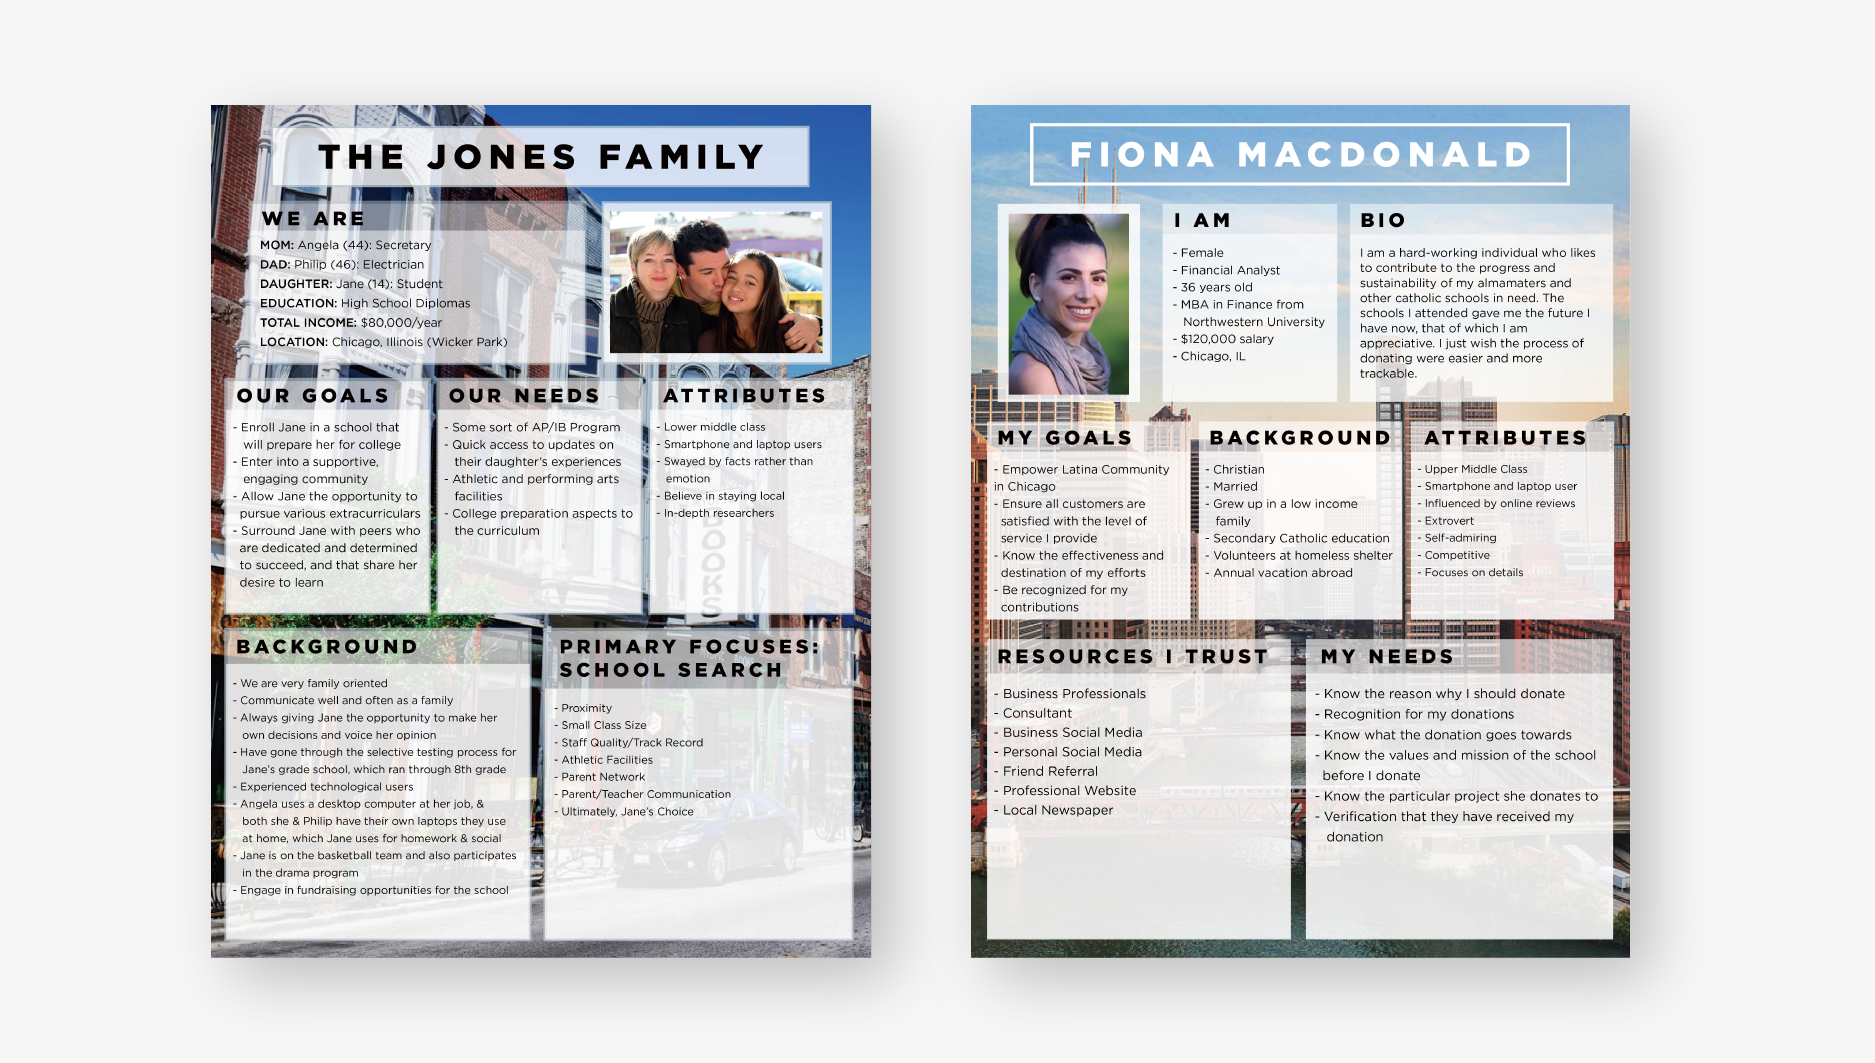 THE JONES FAMILY
WE ARE
MOM: Angela (44): Secretary
DAD: Philip (46): Electrician
DAUGHTER: Jane (14): Student
EDUCATION: High School Diplomas
TOTAL INCOME: $80,000/year
LOCATION: Chicago, Illinois (Wicker Park)
OUR GOALS
- Enroll Jane in a school that
will prepare her for college
- Enter into a supportive,
engaging community
- Allow Jane the opportunity to
pursue various extracurriculars
- Surround Jane with peers who
are dedicated and determined
to succeed, and that share her
desire to learn
OUR NEEDS
- Some sort of AP/IB Program
- Quick access to updates on
their daughter's experiences
- Athletic and performing arts
facilities
- College preparation aspects to
the curriculum
ATTRIBUTES
- Lower middle class
- Smartphone and laptop users
- Swayed by facts rather than
emotion
- Believe in staying local
- In-depth researchers
BOOKS
BACKGROUND
- We are very family oriented
- Communicate well and often as a family
- Always giving Jane the opportunity to make her
own decisions and voice her opinion
- Have gone through the selective testing process for
Jane's grade school, which ran through 8th grade
- Experienced technological users
- Angela uses a desktop computer at her job, &
both she & Philip have their own laptops they use
at home, which Jane uses for homework & social
- Jane is on the basketball team and also participates
in the drama program
- Engage in fundraising opportunities for the school
PRIMARY FOCUSES:
SCHOOL SEARCH
- Proximity
- Small Class Size
- Staff Quality/Track Record
- Athletic Facilities
- Parent Network
- Parent/Teacher Communication
- Ultimately, Jane's Choice
FIONA MACDONALD
I AM
- Female
- Financial Analyst
- 36 years old
- MBA in Finance from
Northwestern University
- $120,000 salary
- Chicago, IL
BIO
I am a hard-working individual who likes
to contribute to the progress and
sustainability of my almamaters and
other catholic schools in need. The
schools I attended gave me the future I
have now, that of which I am
appreciative. I just wish the process of
donating were easier and more
trackable.
MY GOALS
- Empower Latina Community
in Chicago
- Ensure all customers are
satisfied with the level of
service I provide
- Know the effectiveness and
destination of my efforts
- Be recognized for my
contributions
BACKGROUND
- Christian
- Married
- Grew up in a low income
family
- Secondary Catholic education
- Volunteers at homeless shelter
- Annual vacation abroad
ATTRIBUTES
- Upper Middle Class
- Smartphone and laptop user
- Influenced by online reviews
- Extrovert
- Self-admiring
- Competitive
- Focuses on details
RESOURCES I TRUST
- Business Professionals
- Consultant
- Business Social Media
- Personal Social Media
- Friend Referral
- Professional Website
- Local Newspaper
MY NEEDS
- Know the reason why I should donate
- Recognition for my donations
- Know what the donation goes towards
- Know the values and mission of the school
before I donate
- Know the particular project she donates to
- Verification that they have received my
donation